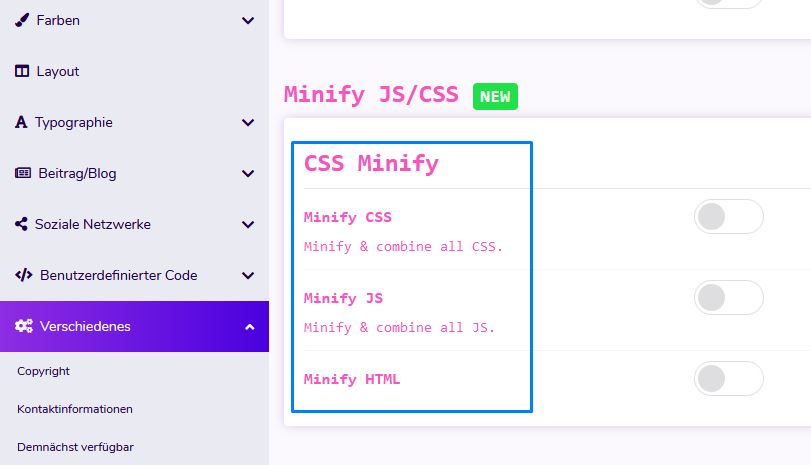 Farben
Layout
Typographie
Beitrag/Blog
Soziale Netzwerke
Benutzerdefinierter Code
Verschiedenes
Copyright
Kontaktinformationen
Demnächst verfügbar
Minify JS/CSS NEW
CSS Minify
Minify CSS
Minify & combine all CSS.
Minify JS
Minify & combine all JS.
Minify HTML